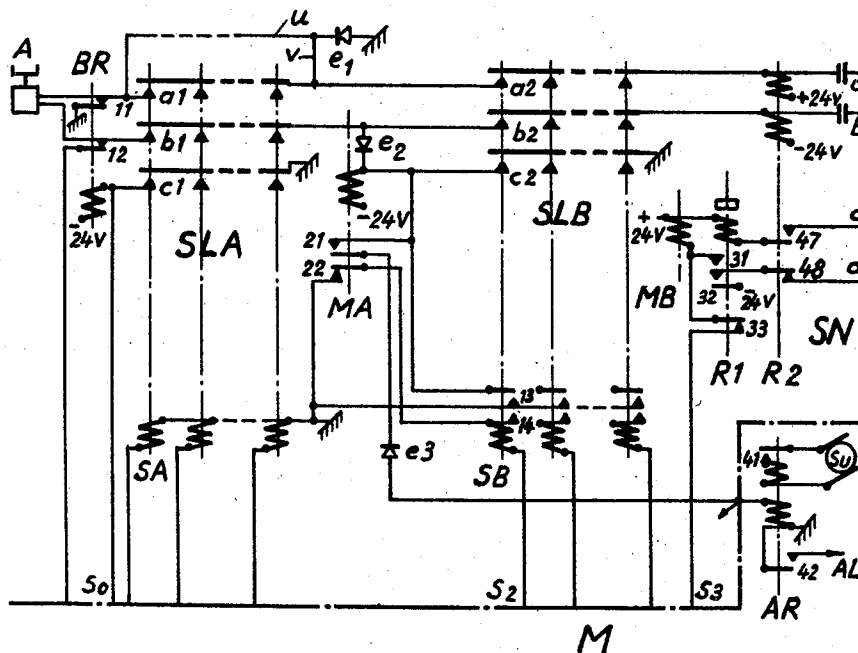 u
A
BR
v
e1
11
a1
a2
+24v
12
b1
b2
-24v
e2
c1
c2
-24v
-24V
SLA
SLB
+
24V
21
22
MA
MB
31
32
-24V
33
47
48
SN
R1
R2
13
14
SA
e3
SB
41
Su
42
AL
AR
So
S2
S3
M